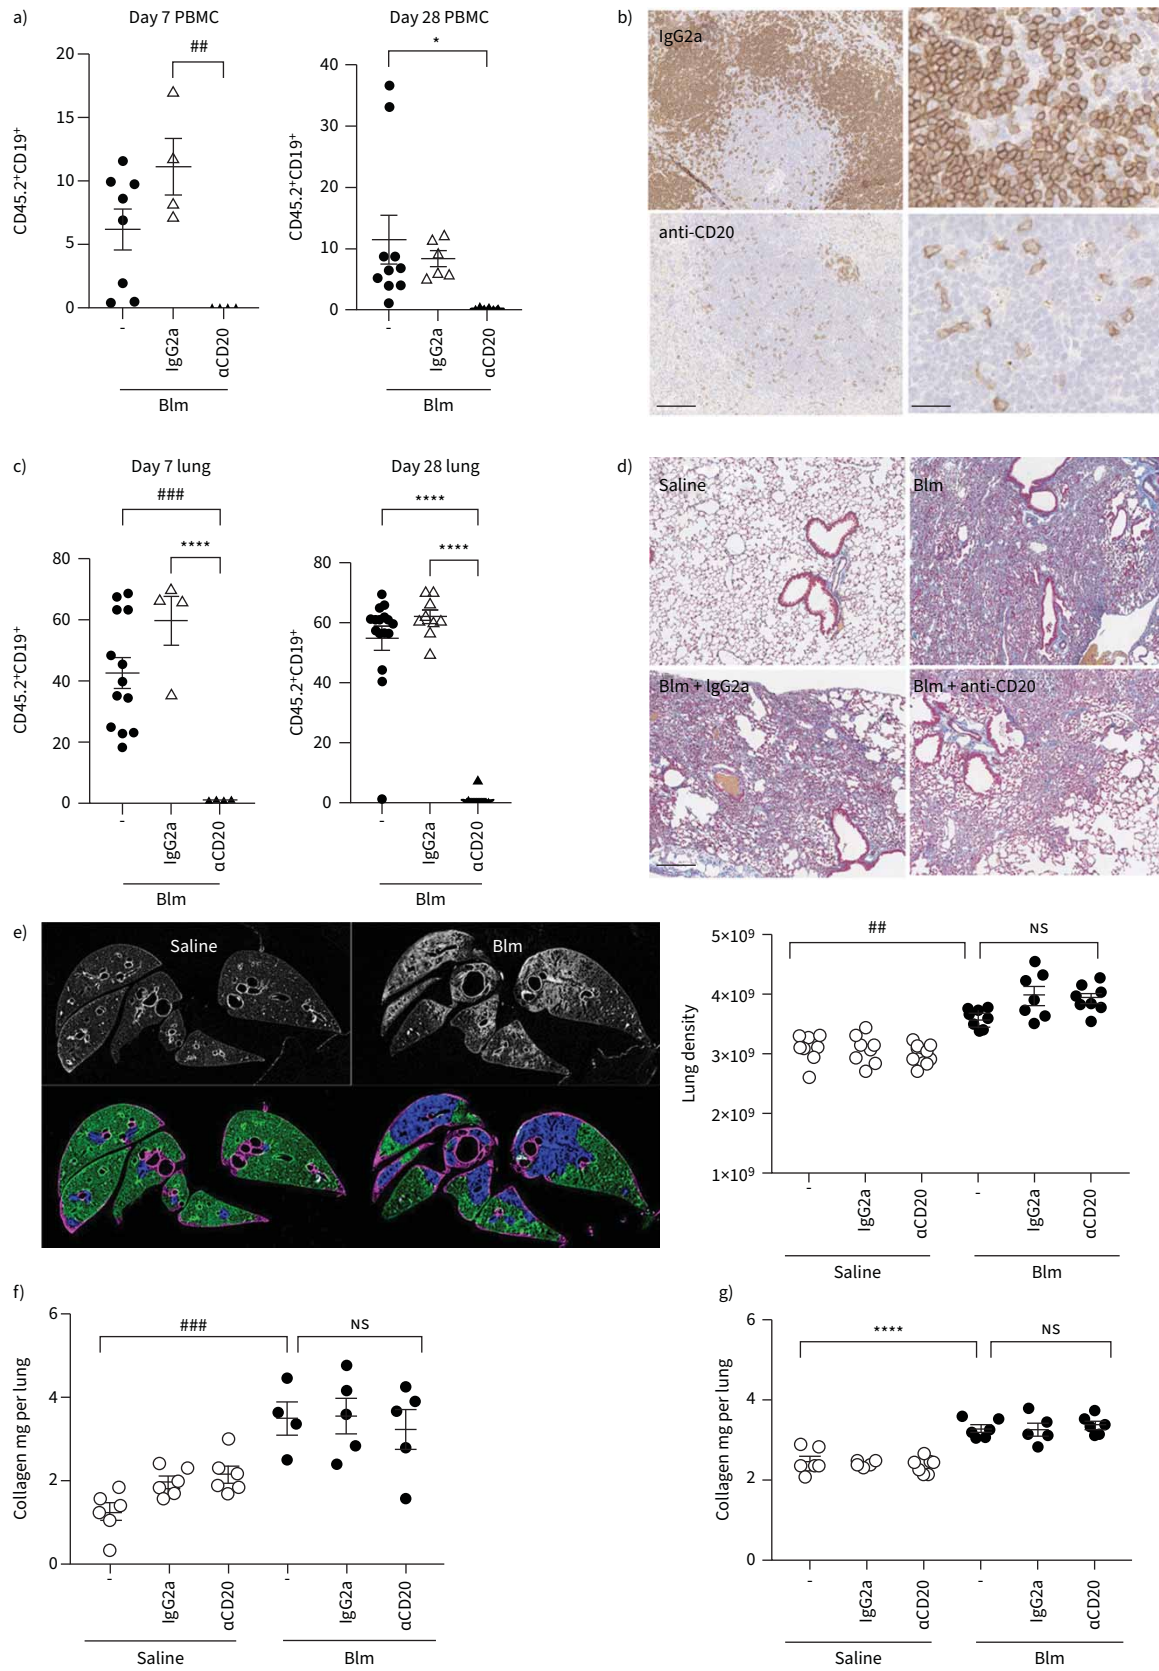 a)
Day 7 PBMC
##
CD45.2⁺CD19⁺
20
15
10
5
0
-
IgG2a
αCD20
Blm
Day 28 PBMC
*
CD45.2⁺CD19⁺
40
30
20
10
0
-
IgG2a
αCD20
Blm
b)
IgG2a
anti-CD20
c)
Day 7 lung
###
****
CD45.2⁺CD19⁺
80
60
40
20
0
-
IgG2a
αCD20
Blm
Day 28 lung
****
****
CD45.2⁺CD19⁺
80
60
40
20
0
-
IgG2a
αCD20
Blm
d)
Saline
Blm
Blm + IgG2a
Blm + anti-CD20
e)
Saline
Blm
##
NS
Lung density
5×10⁹
4×10⁹
3×10⁹
2×10⁹
1×10⁹
-
IgG2a
αCD20
-
IgG2a
αCD20
Saline
Blm
f)
###
NS
Collagen mg per lung
6
4
2
0
-
IgG2a
αCD20
-
IgG2a
αCD20
Saline
Blm
g)
****
NS
Collagen mg per lung
6
4
2
0
-
IgG2a
αCD20
-
IgG2a
αCD20
Saline
Blm